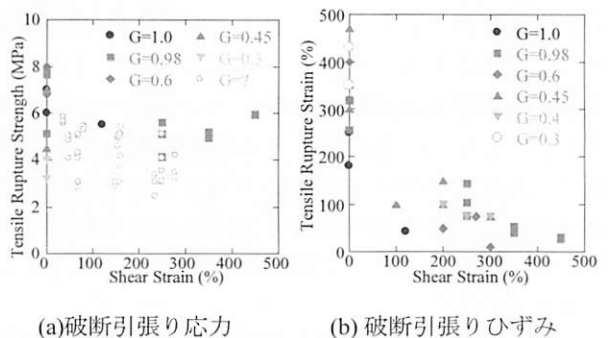 (a)
10
8
6
4
2
0
0 100 200 300 400 500
Tensile Rupture Strength (MPa)
Shear Strain (%)
G=1.0
G=0.98
G=0.6
G=0.45
G=0.3
G=?
(a)破断引張り応力
(b)
500
400
300
200
100
0
0 100 200 300 400 500
Tensile Rupture Strain (%)
Shear Strain (%)
G=1.0
G=0.98
G=0.6
G=0.45
G=0.4
G=0.3
(b) 破断引張りひずみ